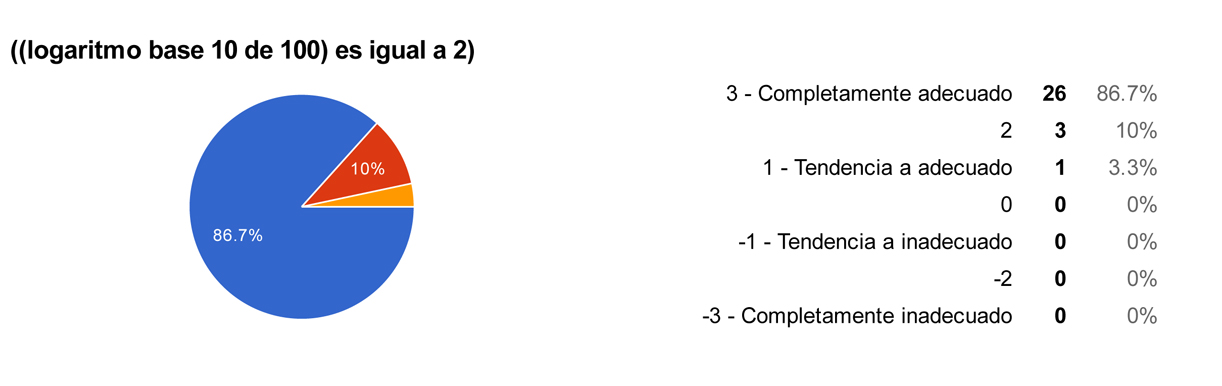 ((logaritmo base 10 de 100) es igual a 2)
10%
86.7%
3 - Completamente adecuado 26 86.7%
2 3 10%
1 - Tendencia a adecuado 1 3.3%
0 0 0%
-1 - Tendencia a inadecuado 0 0%
-2 0 0%
-3 - Completamente inadecuado 0 0%